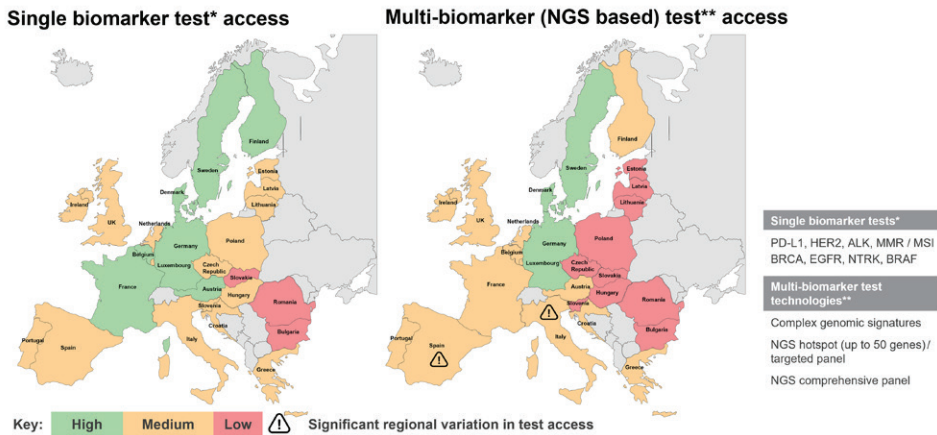 Single biomarker test* access
Multi-biomarker (NGS based) test** access
Finland
Sweden
Estonia
Latvia
Lithuania
Denmark
Ireland
UK
Netherlands
Belgium
Germany
Poland
Luxembourg
Czech
Republic
Slovakia
France
Austria
Hungary
Slovenia
Romania
Croatia
Bulgaria
Portugal
Spain
Italy
Greece
Finland
Sweden
Estonia
Latvia
Lithuania
Denmark
Ireland
UK
Netherlands
Belgium
Germany
Poland
Luxembourg
Czech Republic
Slovakia
France
Austria
Hungary
Slovenia
Romania
Croatia
Bulgaria
Portugal
Spain
Italy
Greece
Single biomarker tests*
PD-L1, HER2, ALK, MMR / MSI
BRCA, EGFR, NTRK, BRAF
Multi-biomarker test
technologies**
Complex genomic signatures
NGS hotspot (up to 50 genes)/
targeted panel
NGS comprehensive panel
Key: High Medium Low ! Significant regional variation in test access